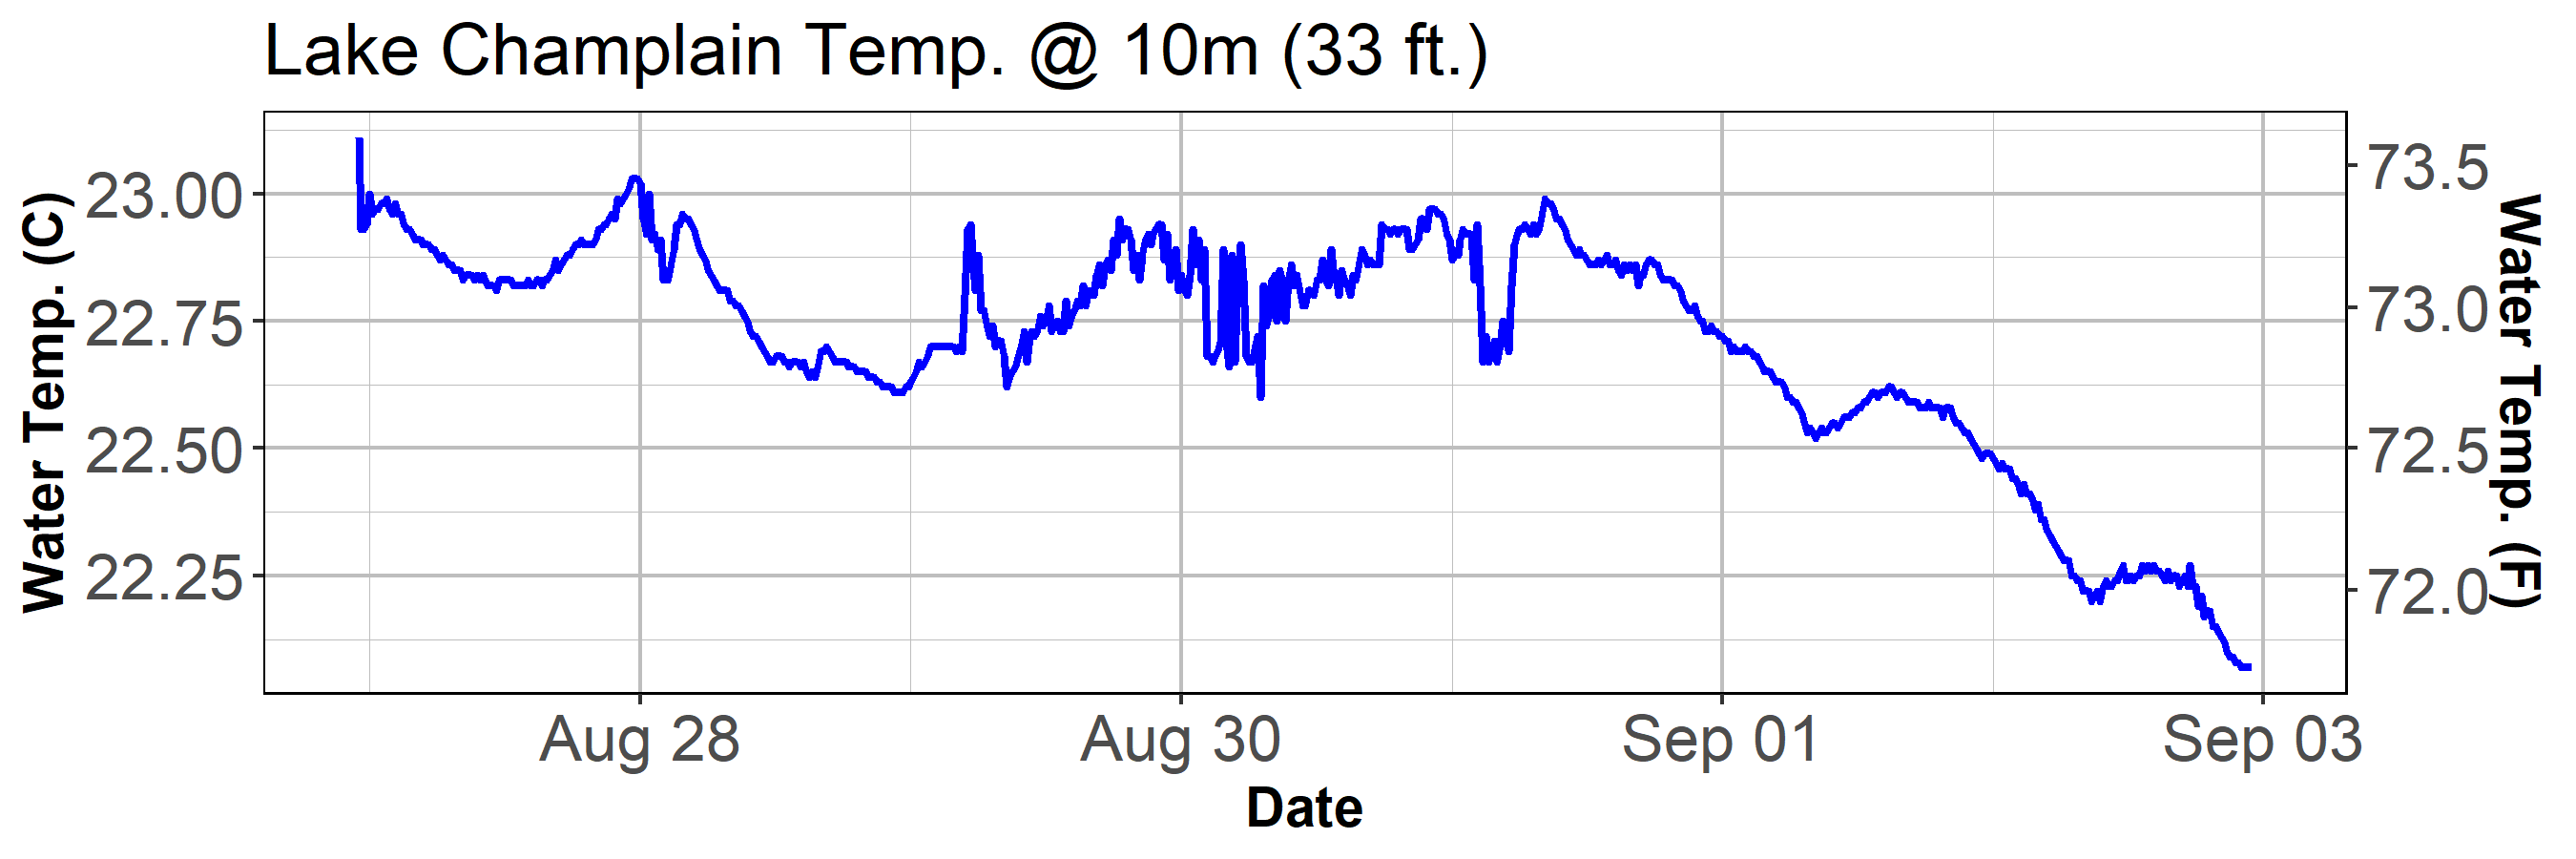 Lake Champlain Temp. @ 10m (33 ft.)
Water Temp. (C)
23.00
22.75
22.50
22.25
73.5
73.0
72.5
72.0
Water Temp. (F)
Aug 28
Aug 30
Sep 01
Sep 03
Date